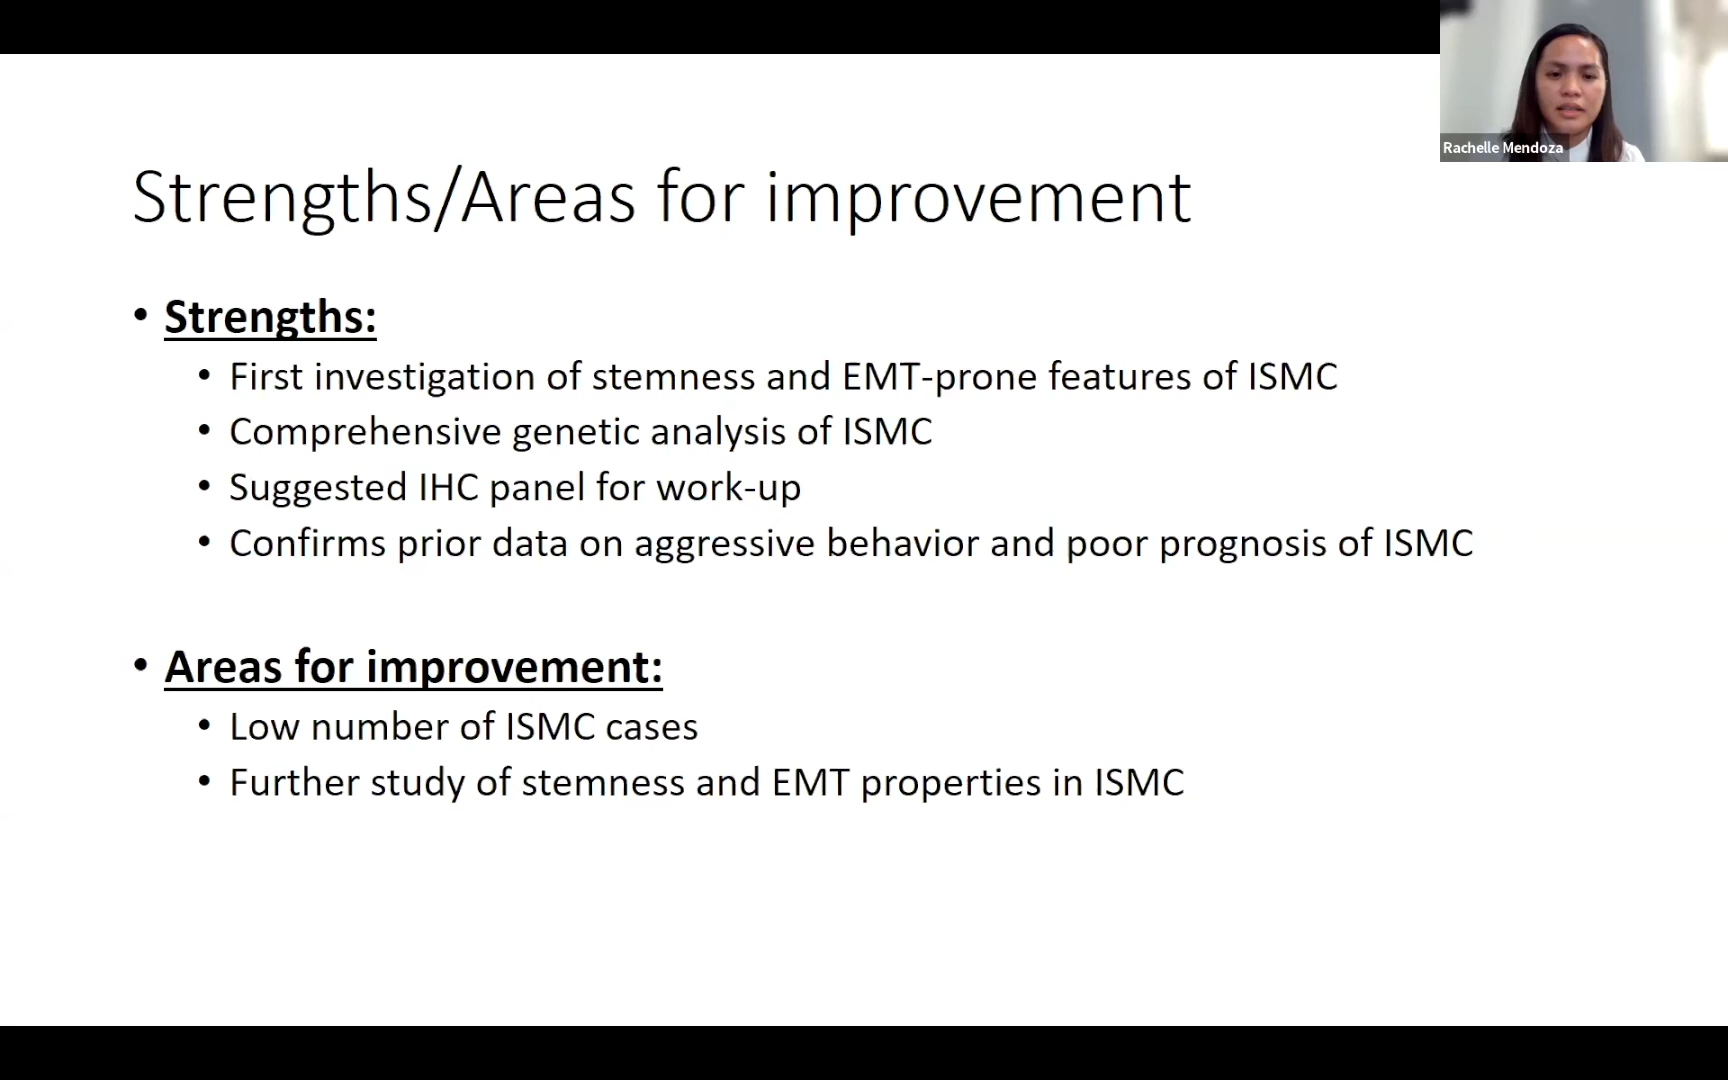 Rachelle Mendoza
Strengths/Areas for improvement
• Strengths:
• First investigation of stemness and EMT-prone features of ISMC
• Comprehensive genetic analysis of ISMC
• Suggested IHC panel for work-up
• Confirms prior data on aggressive behavior and poor prognosis of ISMC
• Areas for improvement:
• Low number of ISMC cases
• Further study of stemness and EMT properties in ISMC